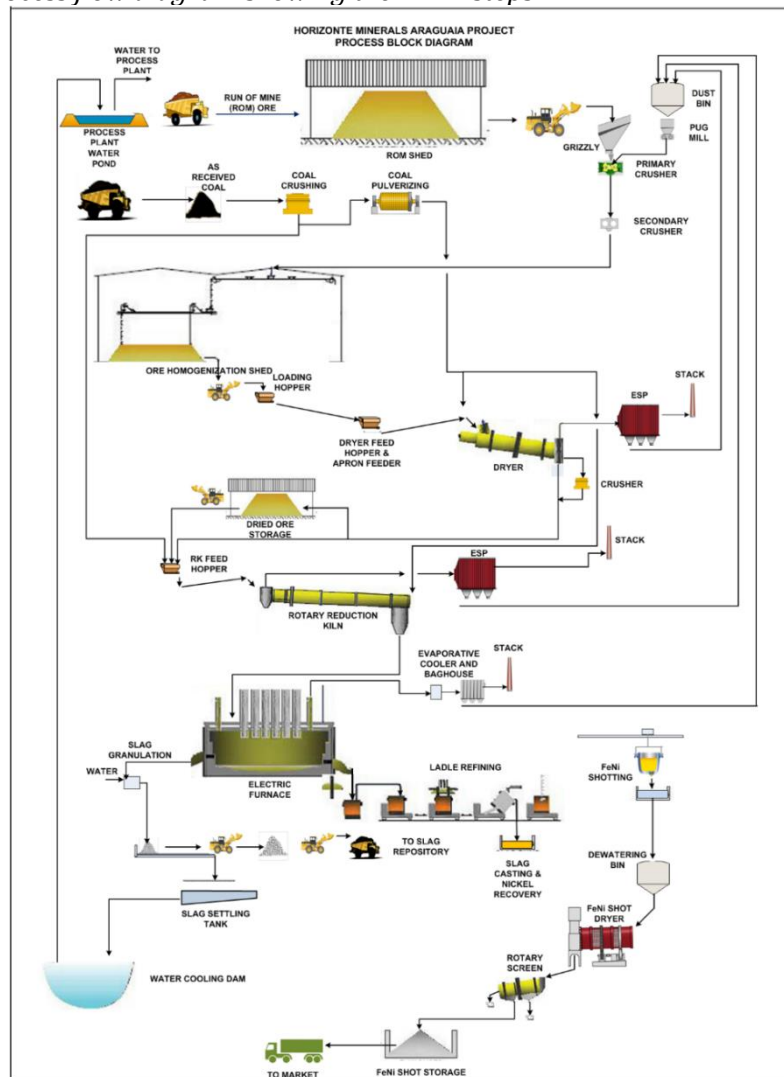 HORIZONTE MINERALS ARAGUAIA PROJECT
PROCESS BLOCK DIAGRAM
WATER TO
PROCESS
PLANT
RUN OF MINE
(ROM) ORE
PROCESS
PLANT
WATER
POND
ROM SHED
GRIZZLY
DUST
BIN
PUG
MILL
PRIMARY
CRUSHER
AS
RECEIVED
COAL
COAL
CRUSHING
COAL
PULVERIZING
SECONDARY
CRUSHER
ORE HOMOGENIZATION SHED
LOADING
HOPPER
DRYER FEED
HOPPER &
APRON FEEDER
DRYER
ESP
STACK
CRUSHER
DRIED ORE
STORAGE
RK FEED
HOPPER
ROTARY REDUCTION
KILN
ESP
STACK
EVAPORATIVE
COOLER AND
BAGHOUSE
STACK
SLAG
GRANULATION
WATER
ELECTRIC
FURNACE
LADLE REFINING
FeNi
SHOTTING
TO SLAG
REPOSITORY
SLAG
CASTING &
NICKEL
RECOVERY
DEWATERING
BIN
SLAG SETTLING
TANK
FeNi SHOT
DRYER
WATER COOLING DAM
ROTARY
SCREEN
TO MARKET
FeNi SHOT STORAGE